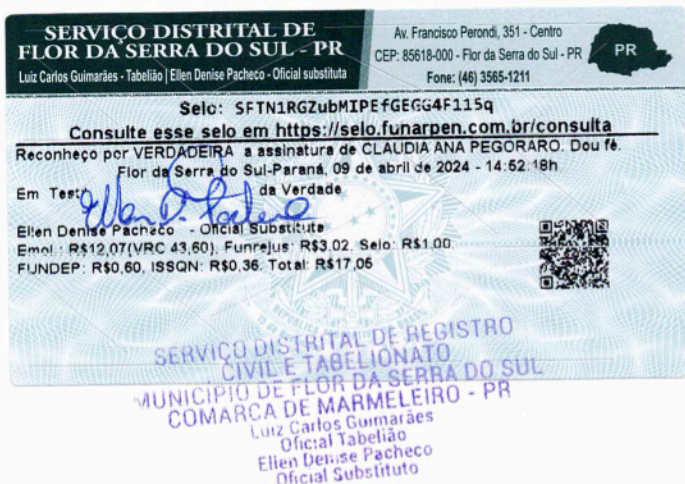 SERVIÇO DISTRITAL DE
FLOR DA SERRA DO SUL - PR
Luiz Carlos Guimarães - Tabelião | Ellen Denise Pacheco - Oficial substituta
Av. Francisco Perondi, 351 - Centro
CEP: 85618-000 - Flor da Serra do Sul - PR
Fone: (46) 3565-1211
PR
Selo: SFTN1RGZubMIPEfGEGG4F115q
Consulte esse selo em https://selo.funarpen.com.br/consulta
Reconheço por VERDADEIRA a assinatura de CLAUDIA ANA PEGORARO. Dou fé.
Flor da Serra do Sul-Paraná, 09 de abril de 2024 - 14:52:18h
Em Testº da Verdade
Ellen Denise Pacheco - Oficial Substituta
Emol.: R$12,07(VRC 43,60), Funrejus: R$3,02, Selo: R$1,00,
FUNDEP: R$0,60, ISSQN: R$0,36. Total: R$17,05
SERVIÇO DISTRITAL DE REGISTRO
CIVIL E TABELIONATO
MUNICÍPIO DE FLOR DA SERRA DO SUL
COMARCA DE MARMELEIRO - PR
Luiz Carlos Guimarães
Oficial Tabelião
Ellen Denise Pacheco
Oficial Substituto